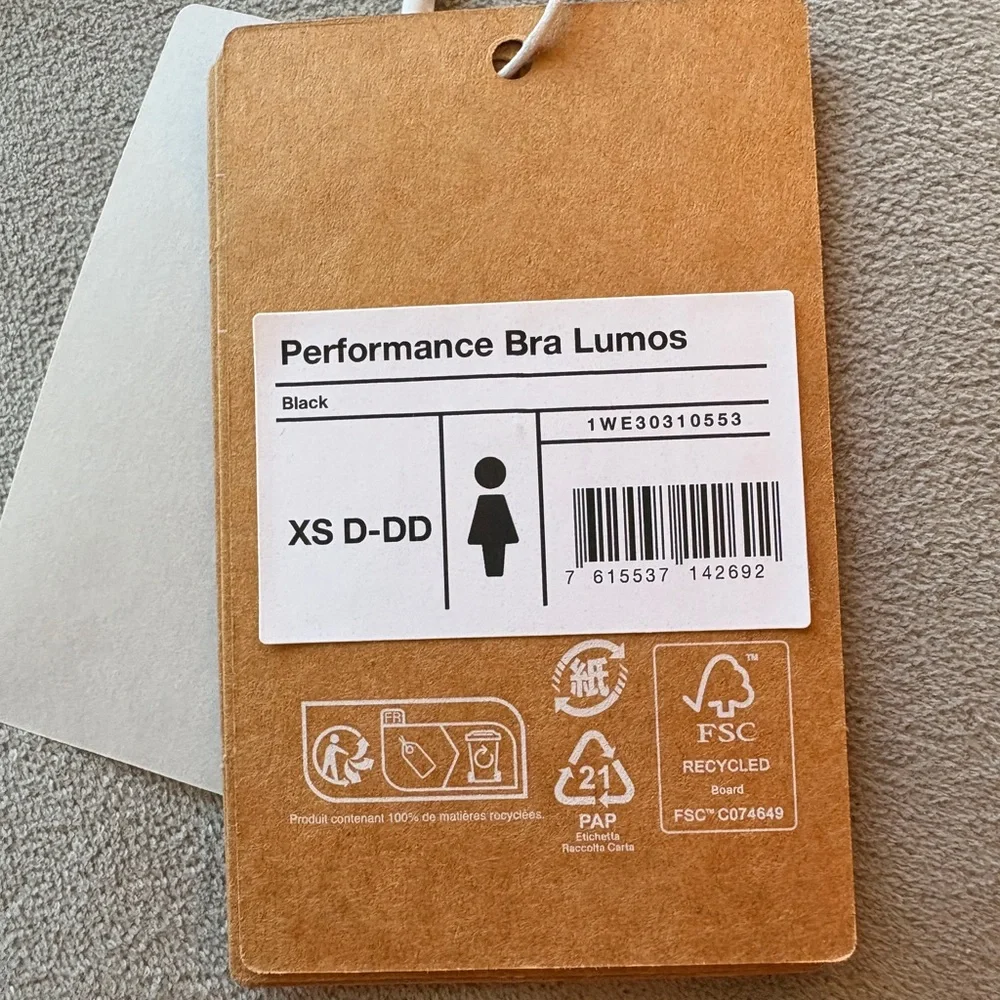 Performance Bra Lumos
Black
1WE30310553
XS D-DD
7 615537 142692
紙
FR
™
FSC
RECYCLED
Board
FSC™ C074649
21
PAP
Etichetta
Raccolta Carta
Produit contenant 100% de matières recyclées.